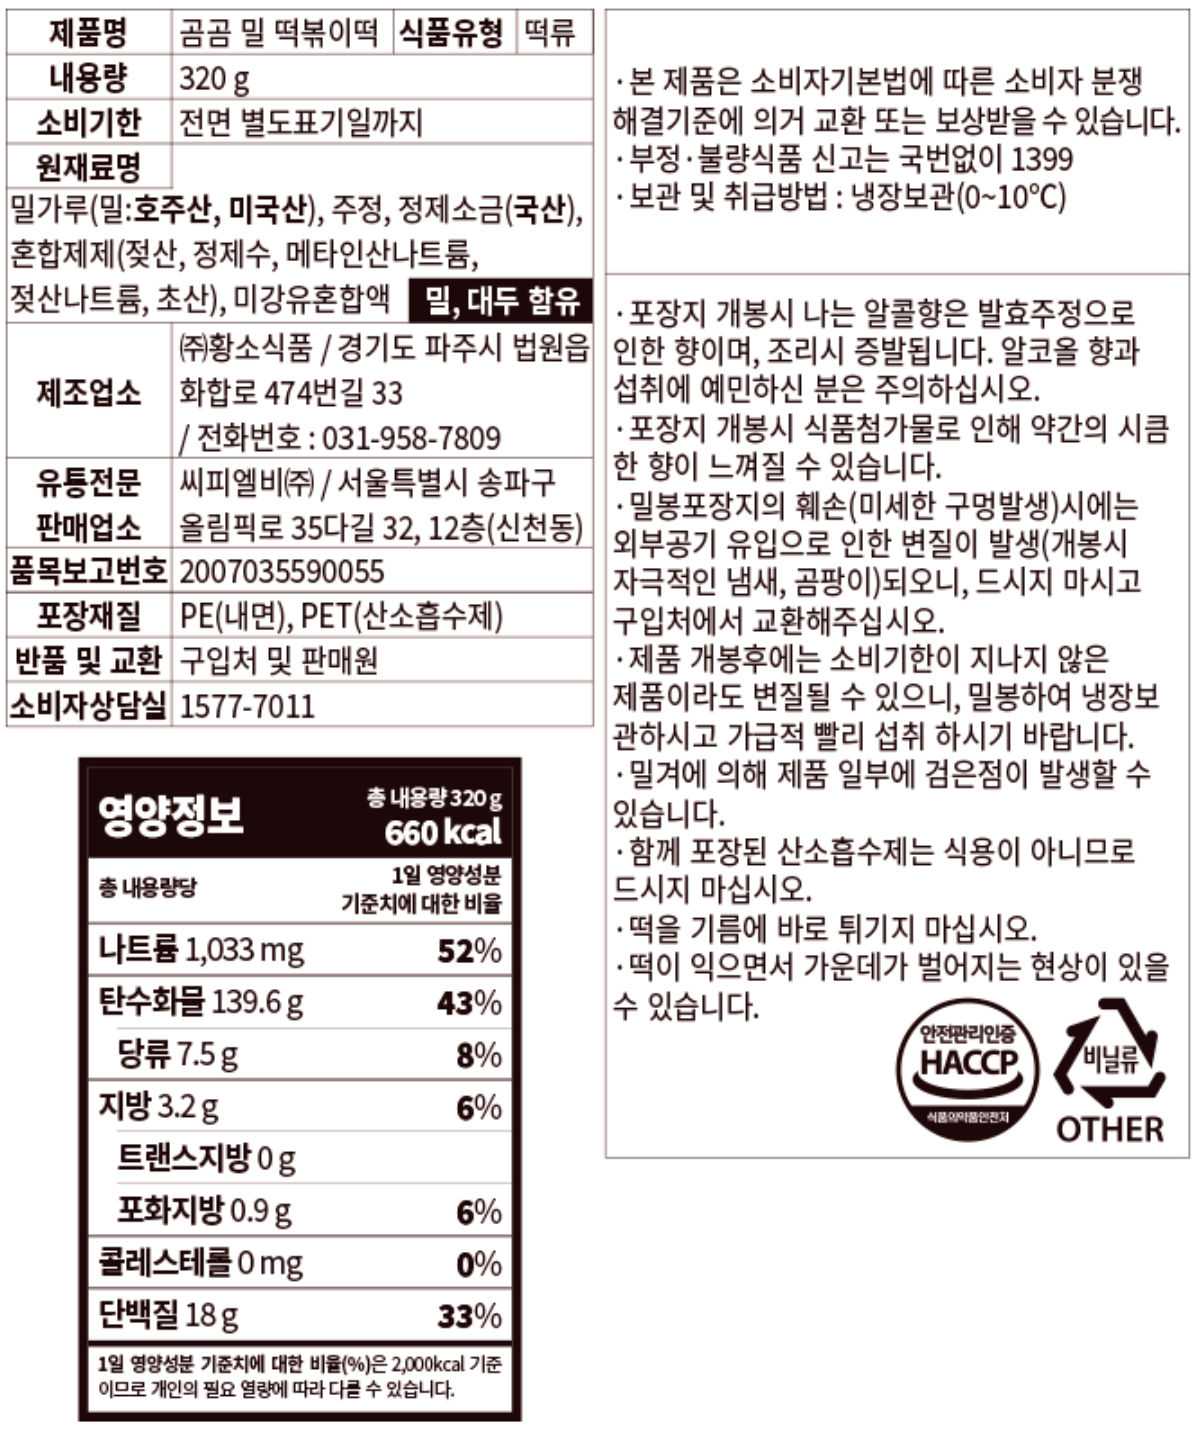 제품명 곰곰 밀 떡볶이떡 식품유형 떡류
내용량 320 g
소비기한 전면 별도표기일까지
원재료명
밀가루(밀:호주산, 미국산), 주정, 정제소금(국산),
혼합제제(젖산, 정제수, 메타인산나트륨,
젖산나트륨, 초산), 미강유혼합액 밀, 대두 함유
제조업소 ㈜황소식품 / 경기도 파주시 법원읍
화합로 474번길 33
/ 전화번호 : 031-958-7809
유통전문 씨피엘비㈜ / 서울특별시 송파구
판매업소 올림픽로 35다길 32, 12층(신천동)
품목보고번호 2007035590055
포장재질 PE(내면), PET(산소흡수제)
반품 및 교환 구입처 및 판매원
소비자상담실 1577-7011
영양정보 총 내용량 320 g
660 kcal
총 내용량당 1일 영양성분
기준치에 대한 비율
나트륨 1,033 mg 52%
탄수화물 139.6 g 43%
당류 7.5 g 8%
지방 3.2 g 6%
트랜스지방 0 g
포화지방 0.9 g 6%
콜레스테롤 0 mg 0%
단백질 18 g 33%
1일 영양성분 기준치에 대한 비율(%)은 2,000kcal 기준
이므로 개인의 필요 열량에 따라 다를 수 있습니다.
·본 제품은 소비자기본법에 따른 소비자 분쟁
해결기준에 의거 교환 또는 보상받을 수 있습니다.
·부정·불량식품 신고는 국번없이 1399
·보관 및 취급방법 : 냉장보관(0~10℃)
·포장지 개봉시 나는 알콜향은 발효주정으로
인한 향이며, 조리시 증발됩니다. 알코올 향과
섭취에 예민하신 분은 주의하십시오.
·포장지 개봉시 식품첨가물로 인해 약간의 시큼
한 향이 느껴질 수 있습니다.
·밀봉포장지의 훼손(미세한 구멍발생)시에는
외부공기 유입으로 인한 변질이 발생(개봉시
자극적인 냄새, 곰팡이)되오니, 드시지 마시고
구입처에서 교환해주십시오.
·제품 개봉후에는 소비기한이 지나지 않은
제품이라도 변질될 수 있으니, 밀봉하여 냉장보
관하시고 가급적 빨리 섭취 하시기 바랍니다.
·밀겨에 의해 제품 일부에 검은점이 발생할 수
있습니다.
·함께 포장된 산소흡수제는 식용이 아니므로
드시지 마십시오.
·떡을 기름에 바로 튀기지 마십시오.
·떡이 익으면서 가운데가 벌어지는 현상이 있을
수 있습니다.
안전관리인증
HACCP
식품의약품안전처
비닐류
OTHER